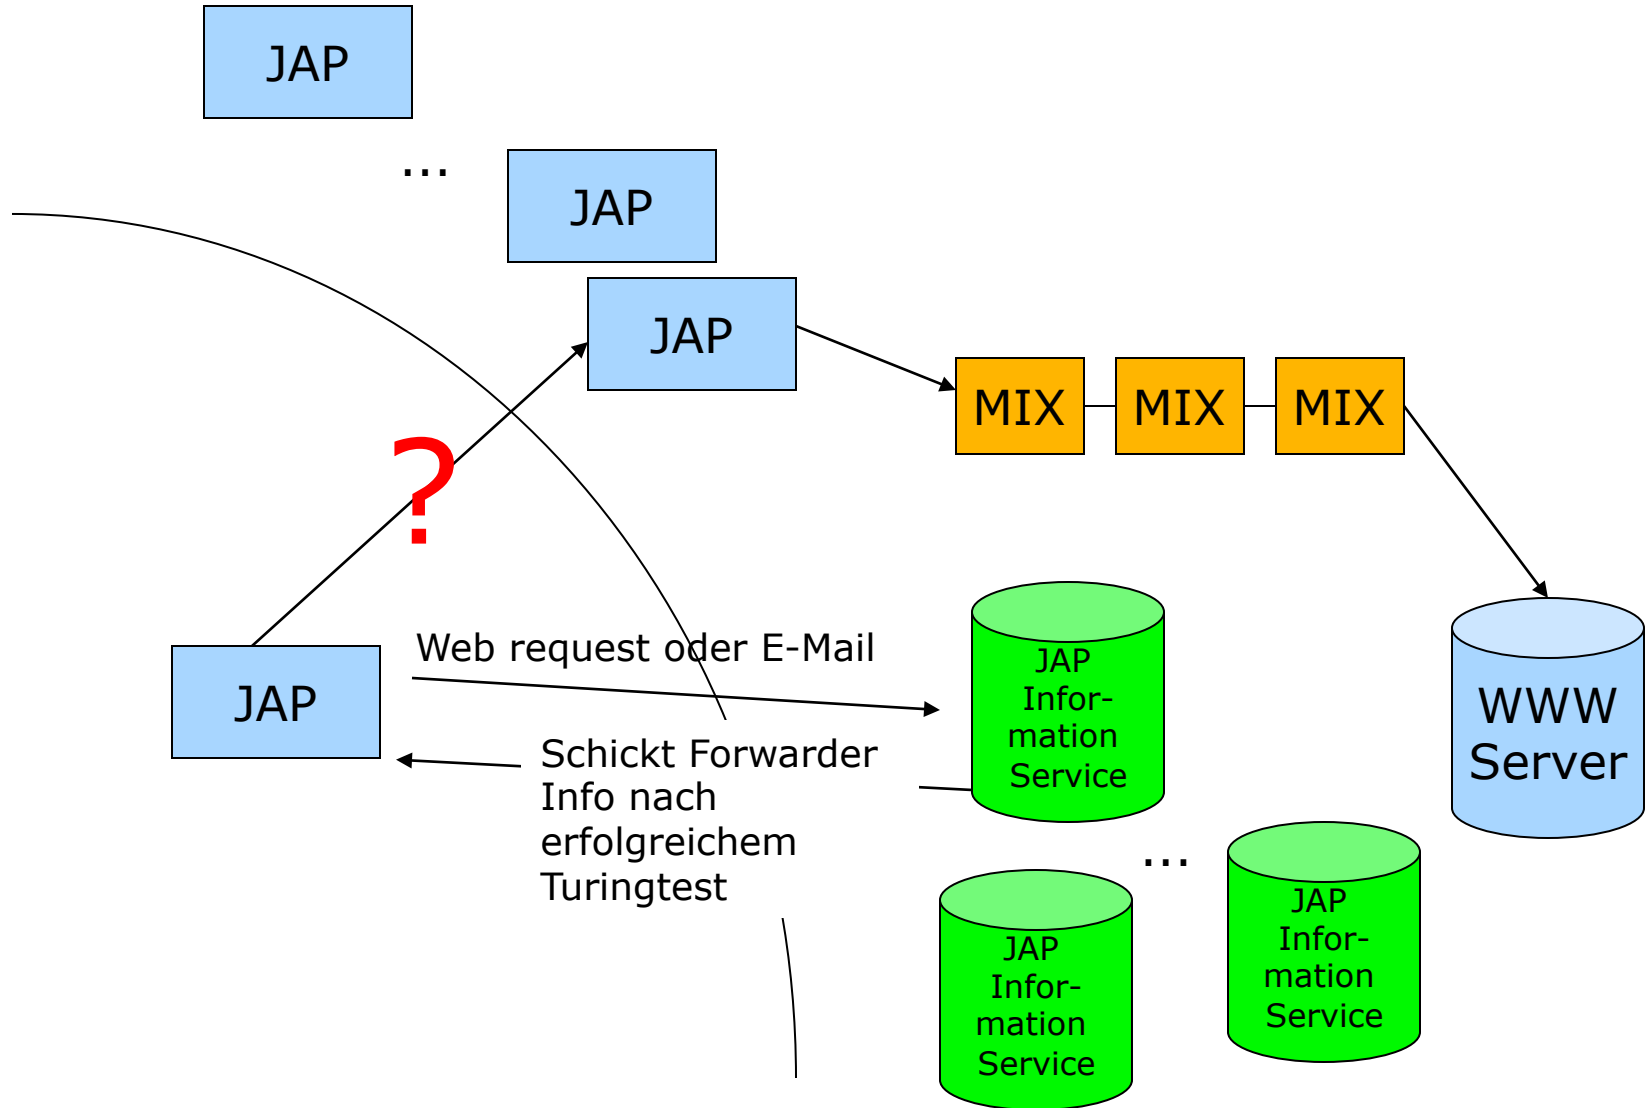 JAP
...
JAP
JAP
MIX
MIX
MIX
?
JAP
Web request oder E-Mail
Schickt Forwarder
Info nach
erfolgreichem
Turingtest
JAP
Infor-
mation
Service
WWW
Server
...
JAP
Infor-
mation
Service
JAP
Infor-
mation
Service